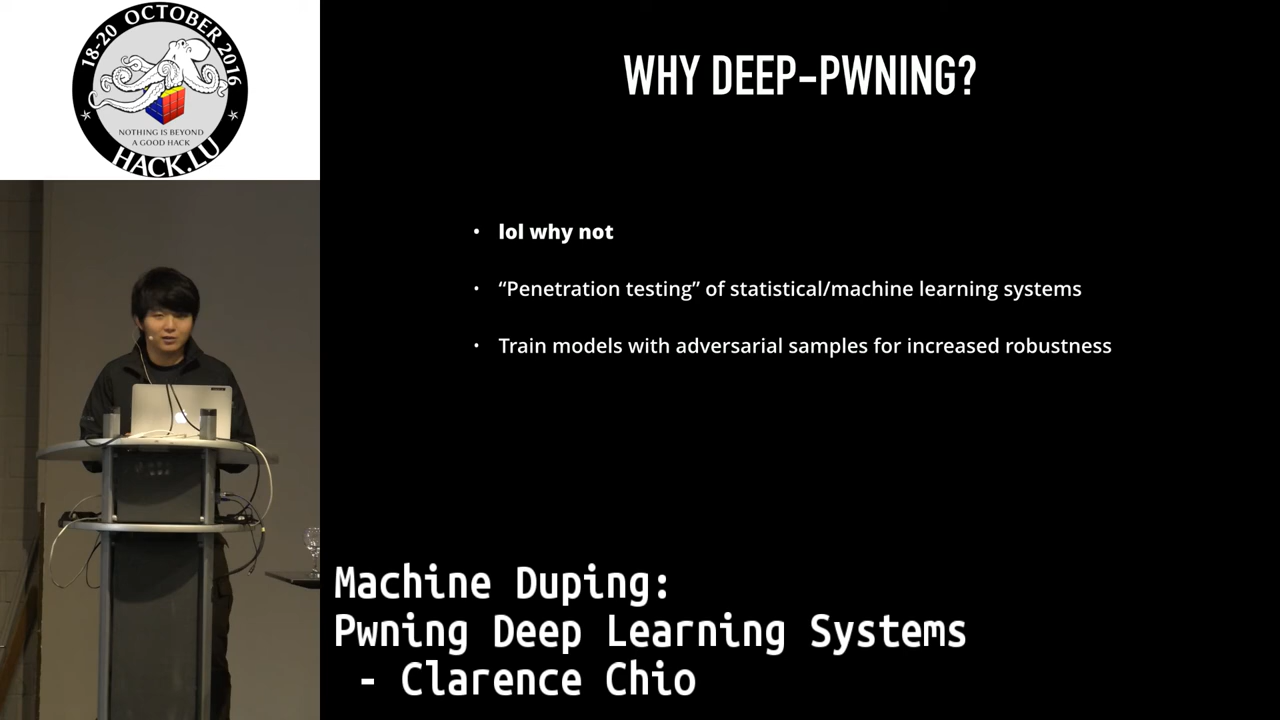 18-20 OCTOBER 2016
NOTHING IS BEYOND
A GOOD HACK
HACK.LU
WHY DEEP-PWNING?
• lol why not
• “Penetration testing” of statistical/machine learning systems
• Train models with adversarial samples for increased robustness
Machine Duping:
Pwning Deep Learning Systems
- Clarence Chio